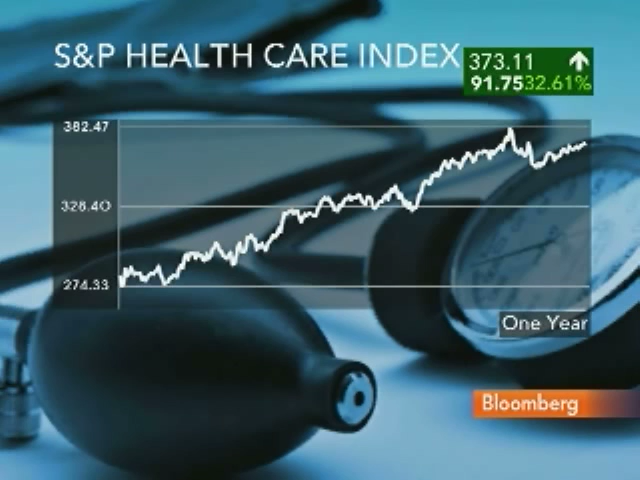 S&P HEALTH CARE INDEX
373.11
91.75 32.61%
382.47
328.40
274.33
One Year
Bloomberg